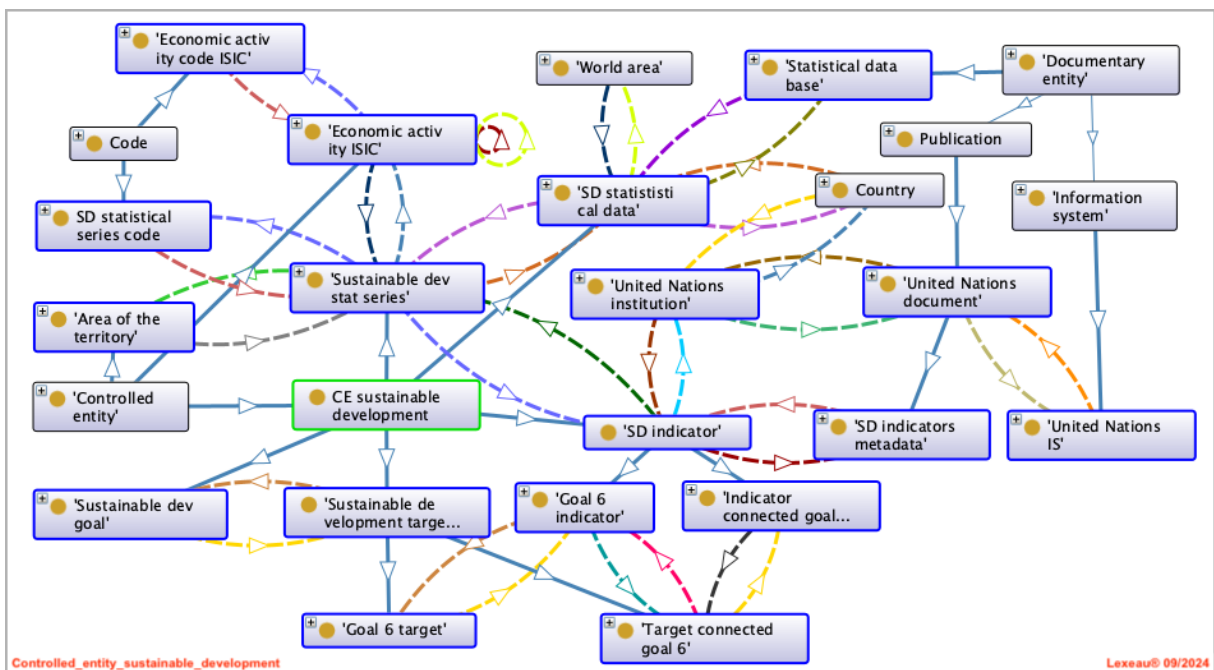 'Economic activ
ity code ISIC'
'World area'
'Statistical data
base'
'Documentary
entity'
Code
'Economic activ
ity ISIC'
Publication
SD statistical
series code
'SD statististi
cal data'
Country
'Information
system'
'Sustainable dev
stat series'
'United Nations
institution'
'United Nations
document'
'Area of the
territory'
'Controlled
entity'
CE sustainable
development
'SD indicator'
'SD indicators
metadata'
'United Nations
IS'
'Sustainable dev
goal'
'Sustainable de
velopment targe...
'Goal 6
indicator'
'Indicator
connected goal...
'Goal 6 target'
'Target connected
goal 6'
Controlled_entity_sustainable_development
Lexeau® 09/2024